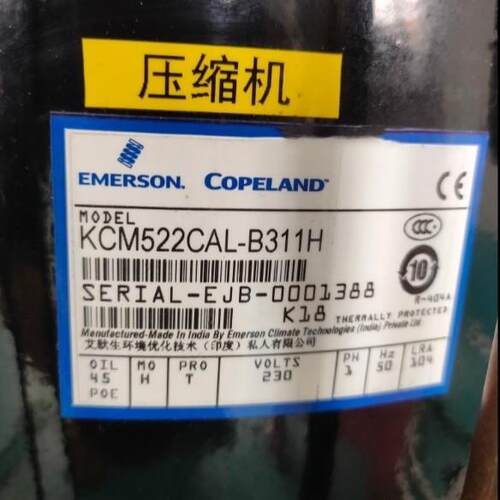 压缩机
EMERSON. COPELAND
CE
MODEL
KCM522CAL-B311H
CCC
10
SERIAL-EJB-0001388
R-404A
K18 THERMALLY PROTECTED
Manufactured-Made In India By Emerson Climate Technologies (India) Private Ltd.
艾默生环境优化技术（印度）私人有限公司
OIL MO PRO VOLTS PH Hz LRA
45 H T 230 1 50 104
POE